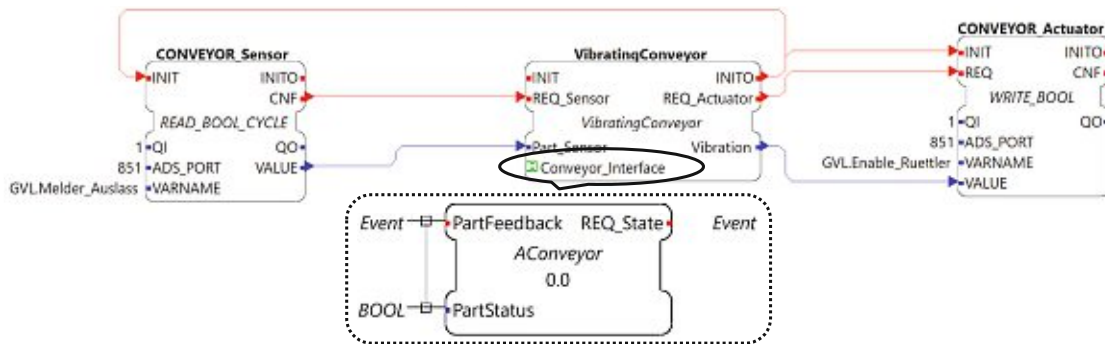 CONVEYOR_Sensor
INIT INITO
CNF
READ_BOOL_CYCLE
1 QI QO
851 ADS_PORT VALUE
GVL.Melder_Auslass VARNAME
VibratingConveyor
INIT INITO
REQ_Sensor REQ_Actuator
VibratingConveyor
Part_Sensor Vibration
Conveyor_Interface
CONVEYOR_Actuator
INIT INITO
REQ CNF
WRITE_BOOL
1 QI QO
851 ADS_PORT
GVL.Enable_Ruettler VARNAME
VALUE
Event PartFeedback REQ_State Event
AConveyor
0.0
BOOL PartStatus